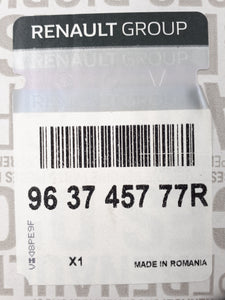 RENAULT GROUP
V
96 37 457 77R
X1
MADE IN ROMANIA